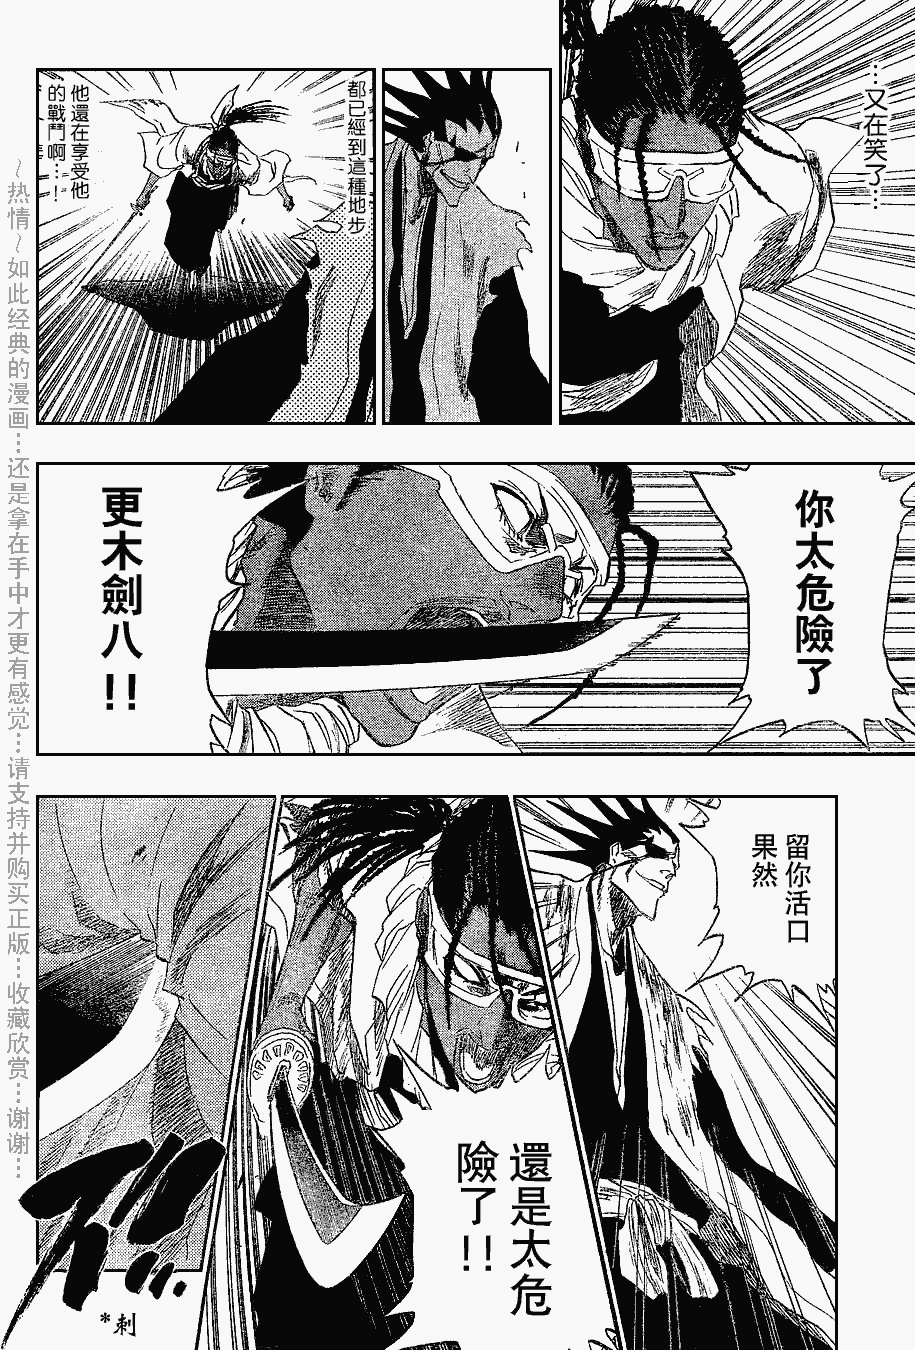 …又在笑了…
都已經到這種地步
他還在享受他
的戰鬥啊…！
你太危險了
更木劍八!!
留你活口
果然
還是太危
險了!!
ズブ…
*刺
～热情～如此经典的漫画…还是拿在手中才更有感觉…请支持并购买正版…收藏欣赏…谢谢…